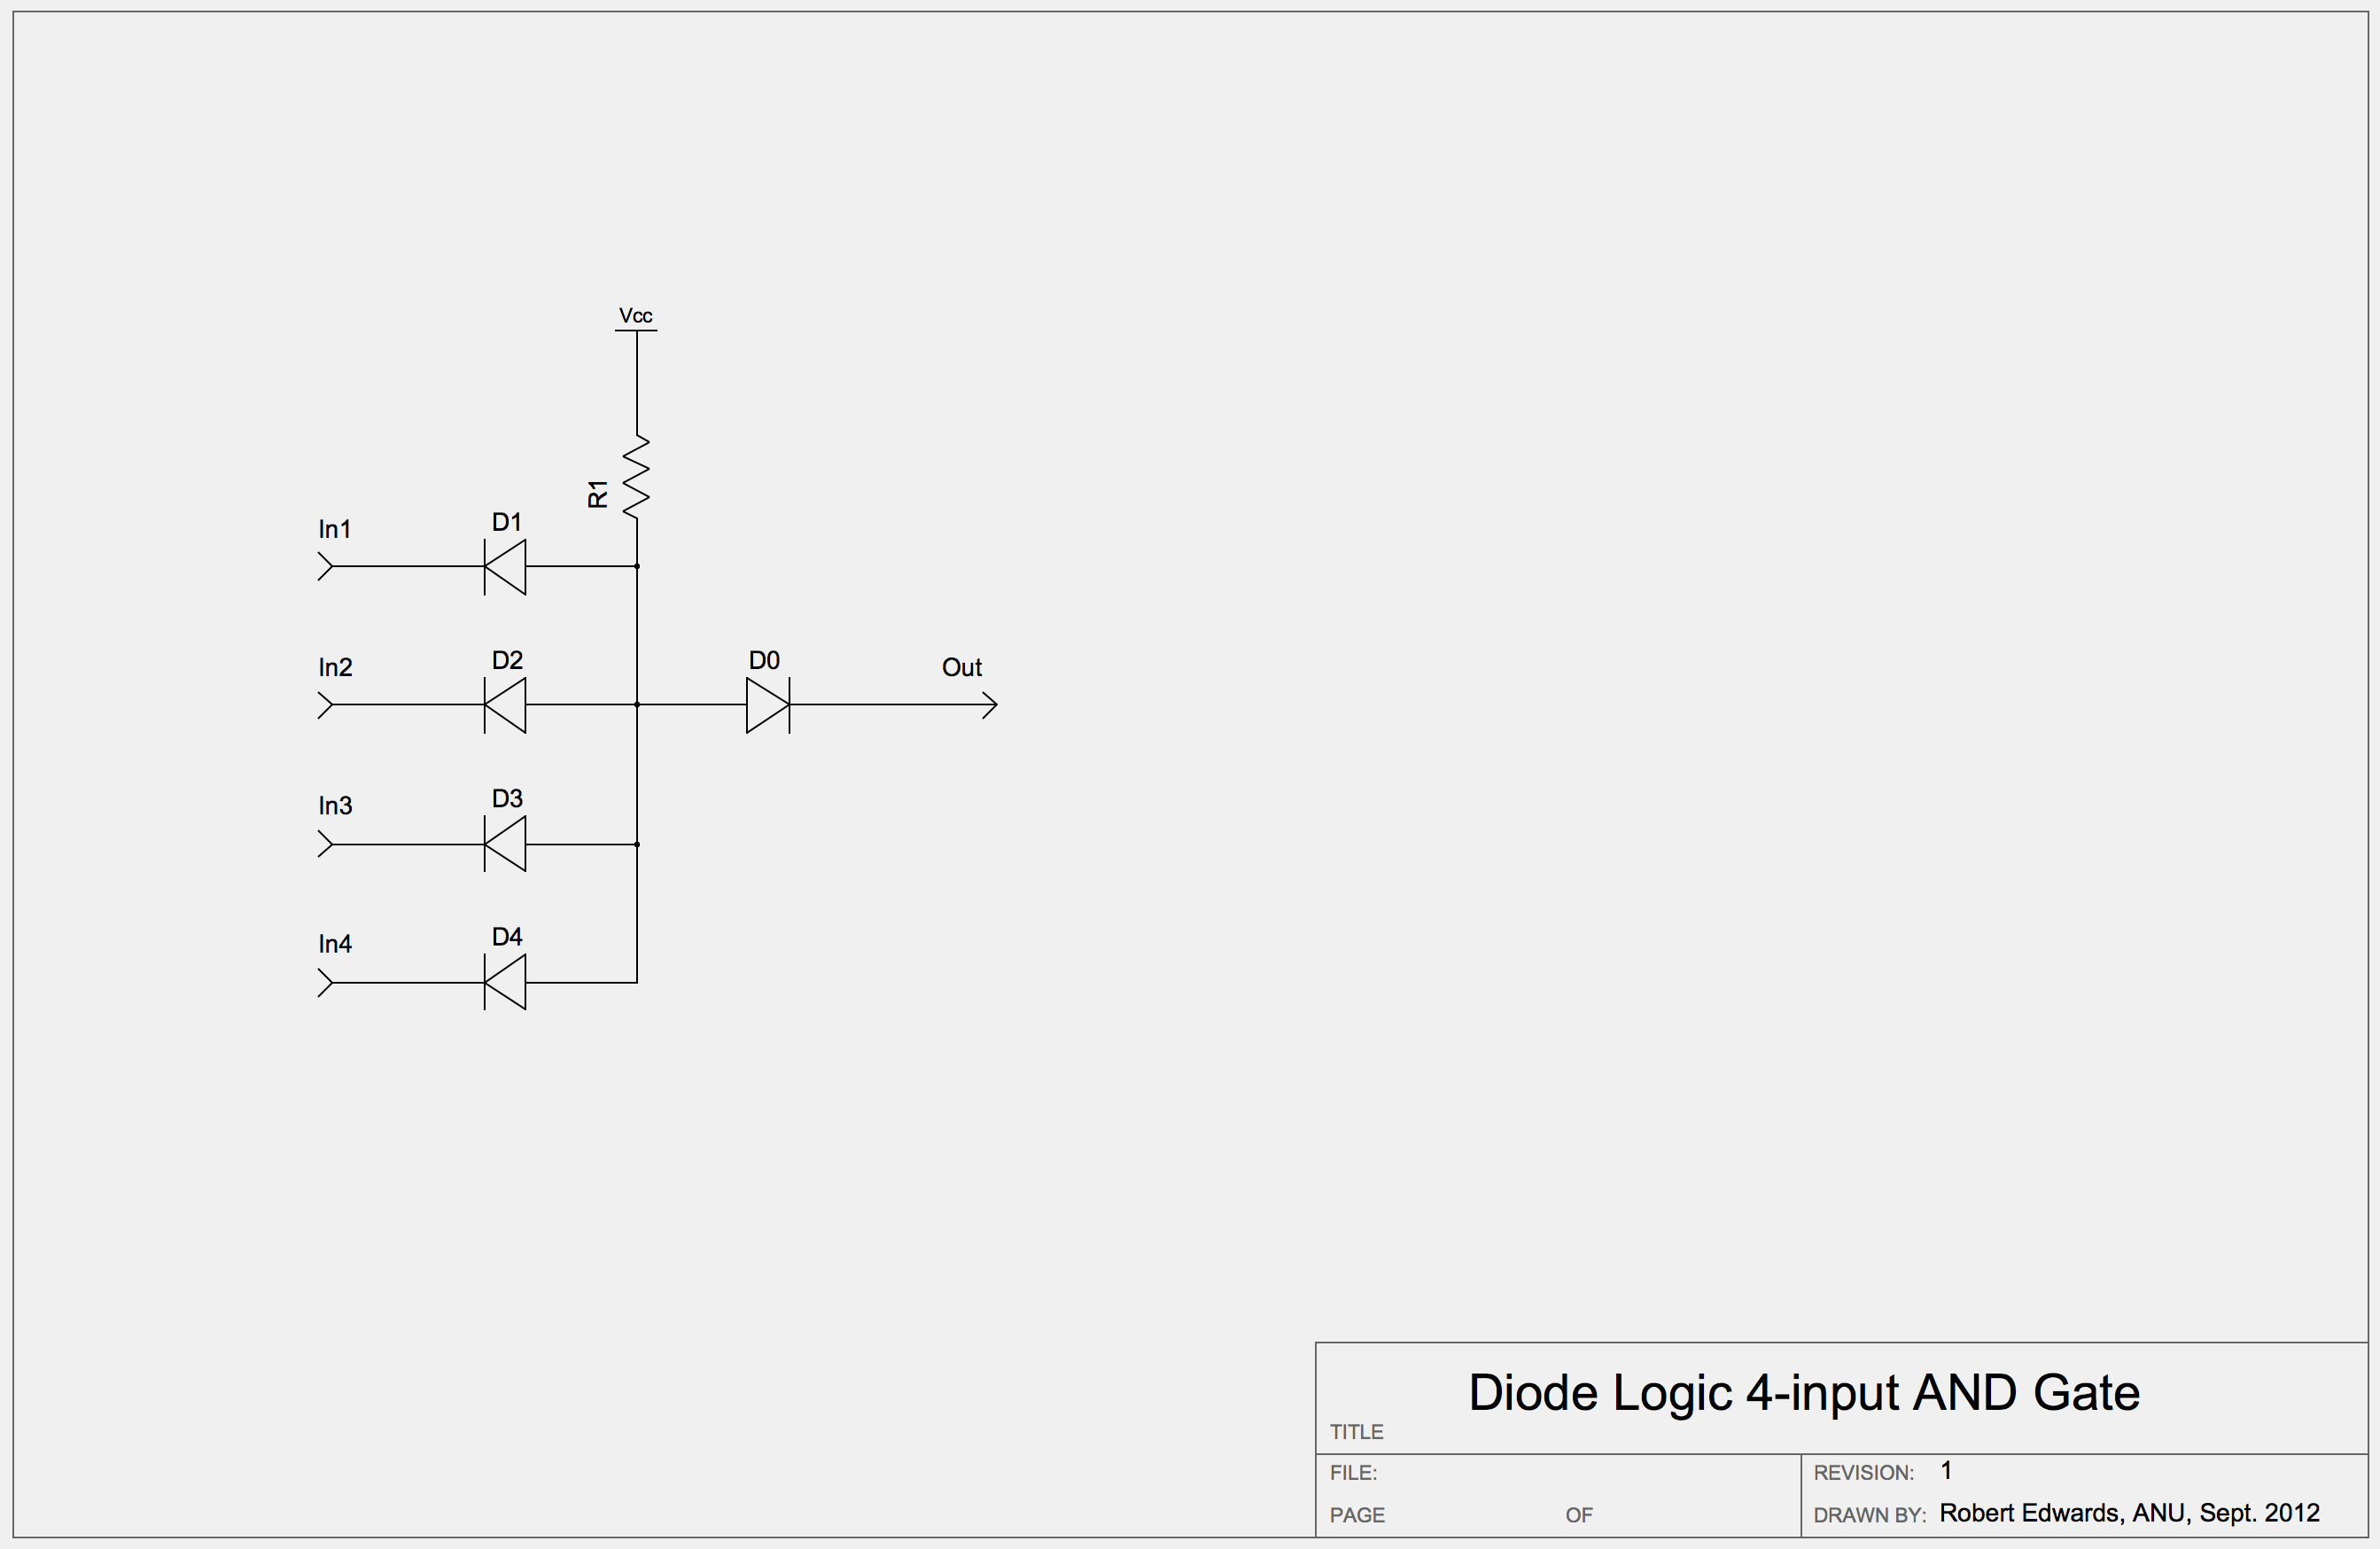 Vcc
R1
In1
D1
In2
D2
D0
Out
In3
D3
In4
D4
Diode Logic 4-input AND Gate
TITLE
FILE:
REVISION: 1
PAGE OF
DRAWN BY: Robert Edwards, ANU, Sept. 2012